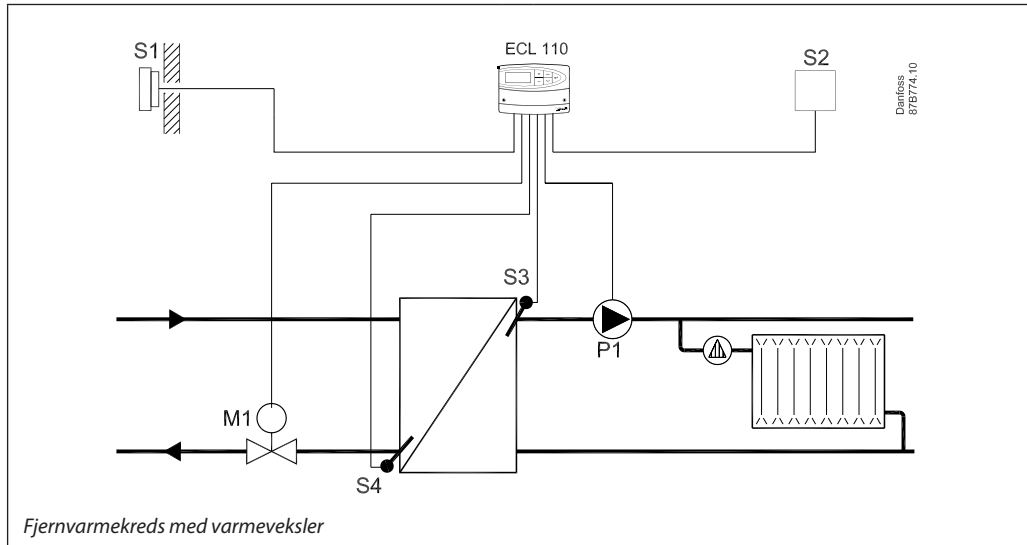 S1
ECL 110
S2
Danfoss
87B774.10
S3
P1
M1
S4
Fjernvarmekreds med varmeveksler